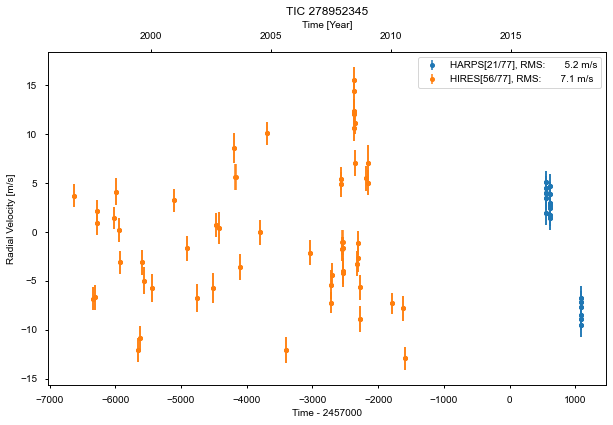 TIC 278952345
Time [Year]
2000 2005 2010 2015
HARPS[21/77], RMS: 5.2 m/s
HIRES[56/77], RMS: 7.1 m/s
15
10
5
0
−5
−10
−15
Radial Velocity [m/s]
−7000 −6000 −5000 −4000 −3000 −2000 −1000 0 1000
Time - 2457000